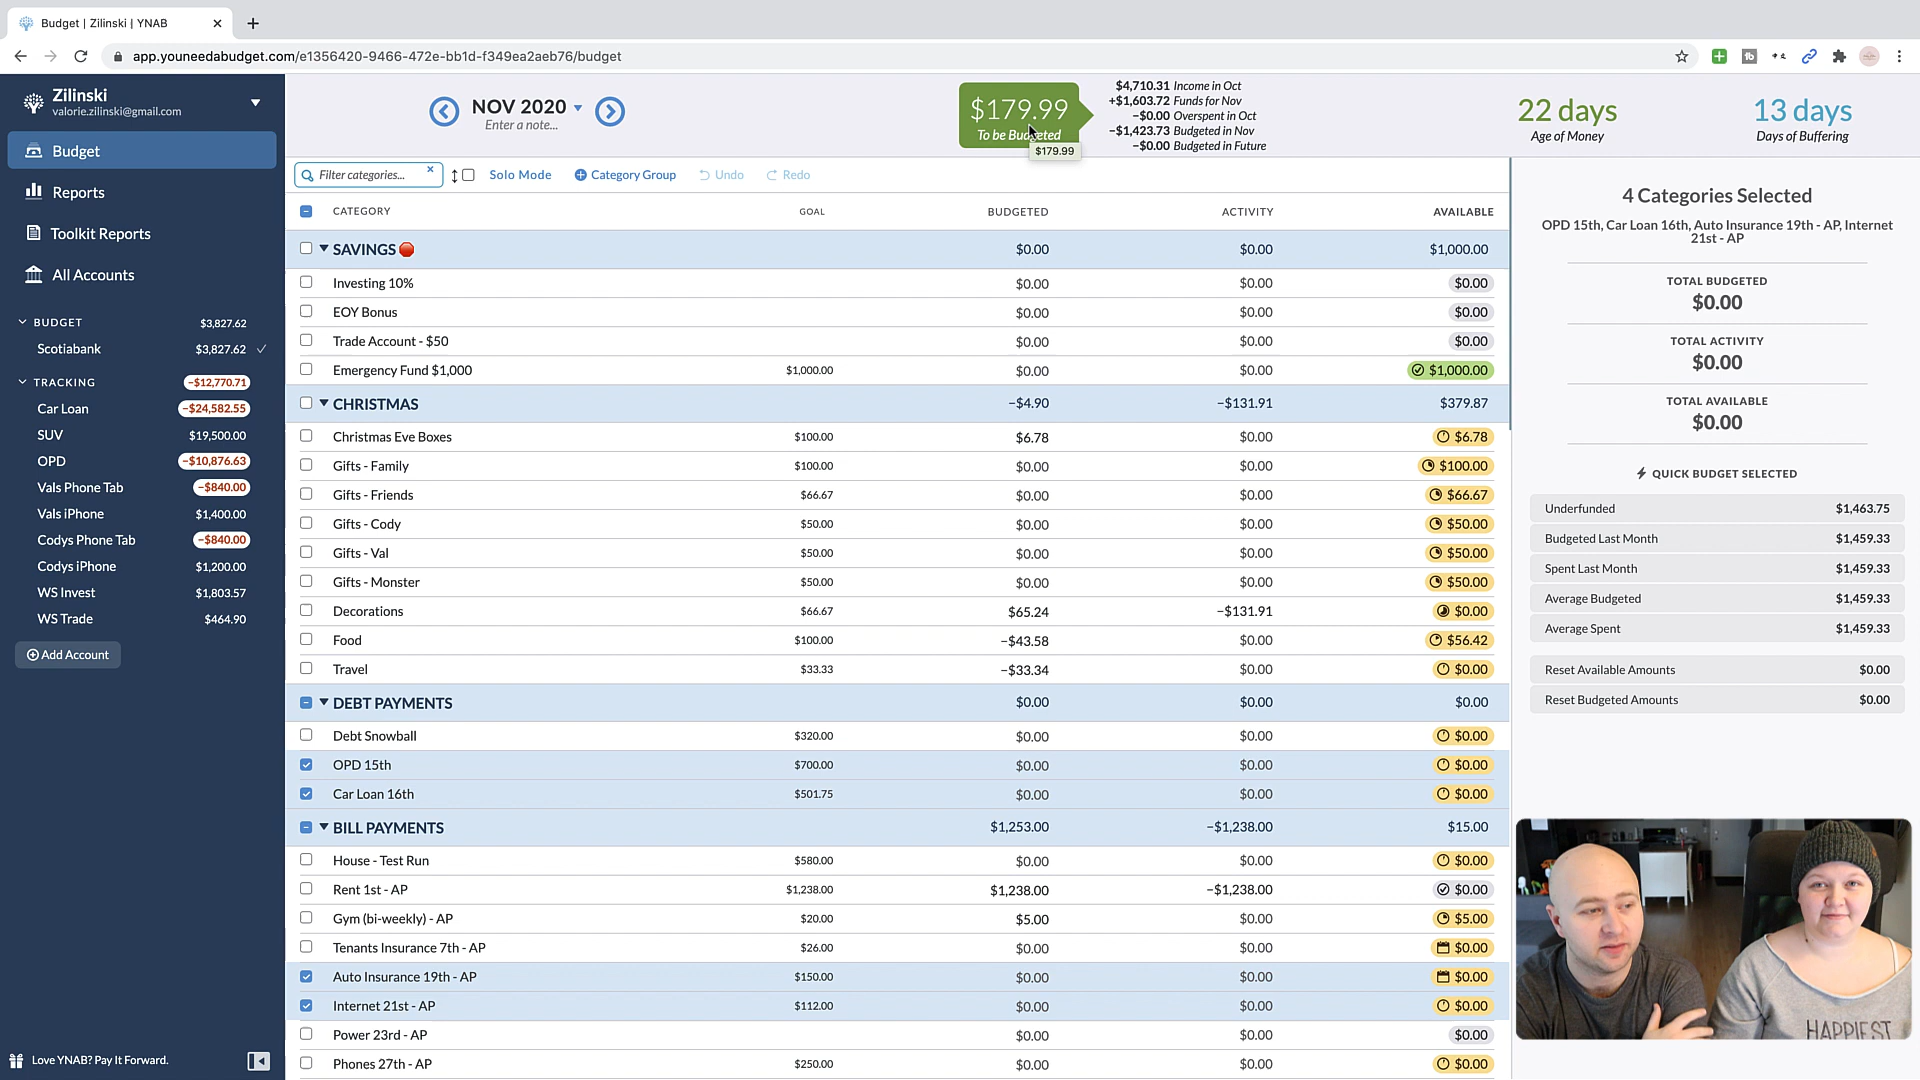 Budget | Zilinski | YNAB
app.youneedabudget.com/e1356420-9466-472e-bb1d-f349ea2aeb76/budget
Zilinski
valorie.zilinski@gmail.com
Budget
Reports
Toolkit Reports
All Accounts
BUDGET $3,827.62
Scotiabank $3,827.62
TRACKING −$12,770.71
Car Loan −$24,582.55
SUV $19,500.00
OPD −$10,876.63
Vals Phone Tab −$840.00
Vals iPhone $1,400.00
Codys Phone Tab −$840.00
Codys iPhone $1,200.00
WS Invest $1,803.57
WS Trade $464.90
Add Account
Love YNAB? Pay It Forward.
NOV 2020
Enter a note...
$179.99
To be Budgeted
$179.99
$4,710.31 Income in Oct
+$1,603.72 Funds for Nov
−$0.00 Overspent in Oct
−$1,423.73 Budgeted in Nov
−$0.00 Budgeted in Future
22 days
Age of Money
13 days
Days of Buffering
Filter categories... Solo Mode Category Group Undo Redo
CATEGORY GOAL BUDGETED ACTIVITY AVAILABLE
SAVINGS $0.00 $0.00 $1,000.00
Investing 10% $0.00 $0.00 $0.00
EOY Bonus $0.00 $0.00 $0.00
Trade Account - $50 $0.00 $0.00 $0.00
Emergency Fund $1,000 $1,000.00 $0.00 $0.00 $1,000.00
CHRISTMAS −$4.90 −$131.91 $379.87
Christmas Eve Boxes $100.00 $6.78 $0.00 $6.78
Gifts - Family $100.00 $0.00 $0.00 $100.00
Gifts - Friends $66.67 $0.00 $0.00 $66.67
Gifts - Cody $50.00 $0.00 $0.00 $50.00
Gifts - Val $50.00 $0.00 $0.00 $50.00
Gifts - Monster $50.00 $0.00 $0.00 $50.00
Decorations $66.67 $65.24 −$131.91 $0.00
Food $100.00 −$43.58 $0.00 $56.42
Travel $33.33 −$33.34 $0.00 $0.00
DEBT PAYMENTS $0.00 $0.00 $0.00
Debt Snowball $320.00 $0.00 $0.00 $0.00
OPD 15th $700.00 $0.00 $0.00 $0.00
Car Loan 16th $501.75 $0.00 $0.00 $0.00
BILL PAYMENTS $1,253.00 −$1,238.00 $15.00
House - Test Run $580.00 $0.00 $0.00 $0.00
Rent 1st - AP $1,238.00 $1,238.00 −$1,238.00 $0.00
Gym (bi-weekly) - AP $20.00 $5.00 $0.00 $5.00
Tenants Insurance 7th - AP $26.00 $0.00 $0.00 $0.00
Auto Insurance 19th - AP $150.00 $0.00 $0.00 $0.00
Internet 21st - AP $112.00 $0.00 $0.00 $0.00
Power 23rd - AP $0.00 $0.00 $0.00
Phones 27th - AP $250.00 $0.00 $0.00 $0.00
4 Categories Selected
OPD 15th, Car Loan 16th, Auto Insurance 19th - AP, Internet
21st - AP
TOTAL BUDGETED
$0.00
TOTAL ACTIVITY
$0.00
TOTAL AVAILABLE
$0.00
QUICK BUDGET SELECTED
Underfunded $1,463.75
Budgeted Last Month $1,459.33
Spent Last Month $1,459.33
Average Budgeted $1,459.33
Average Spent $1,459.33
Reset Available Amounts $0.00
Reset Budgeted Amounts $0.00
HAPPIEST